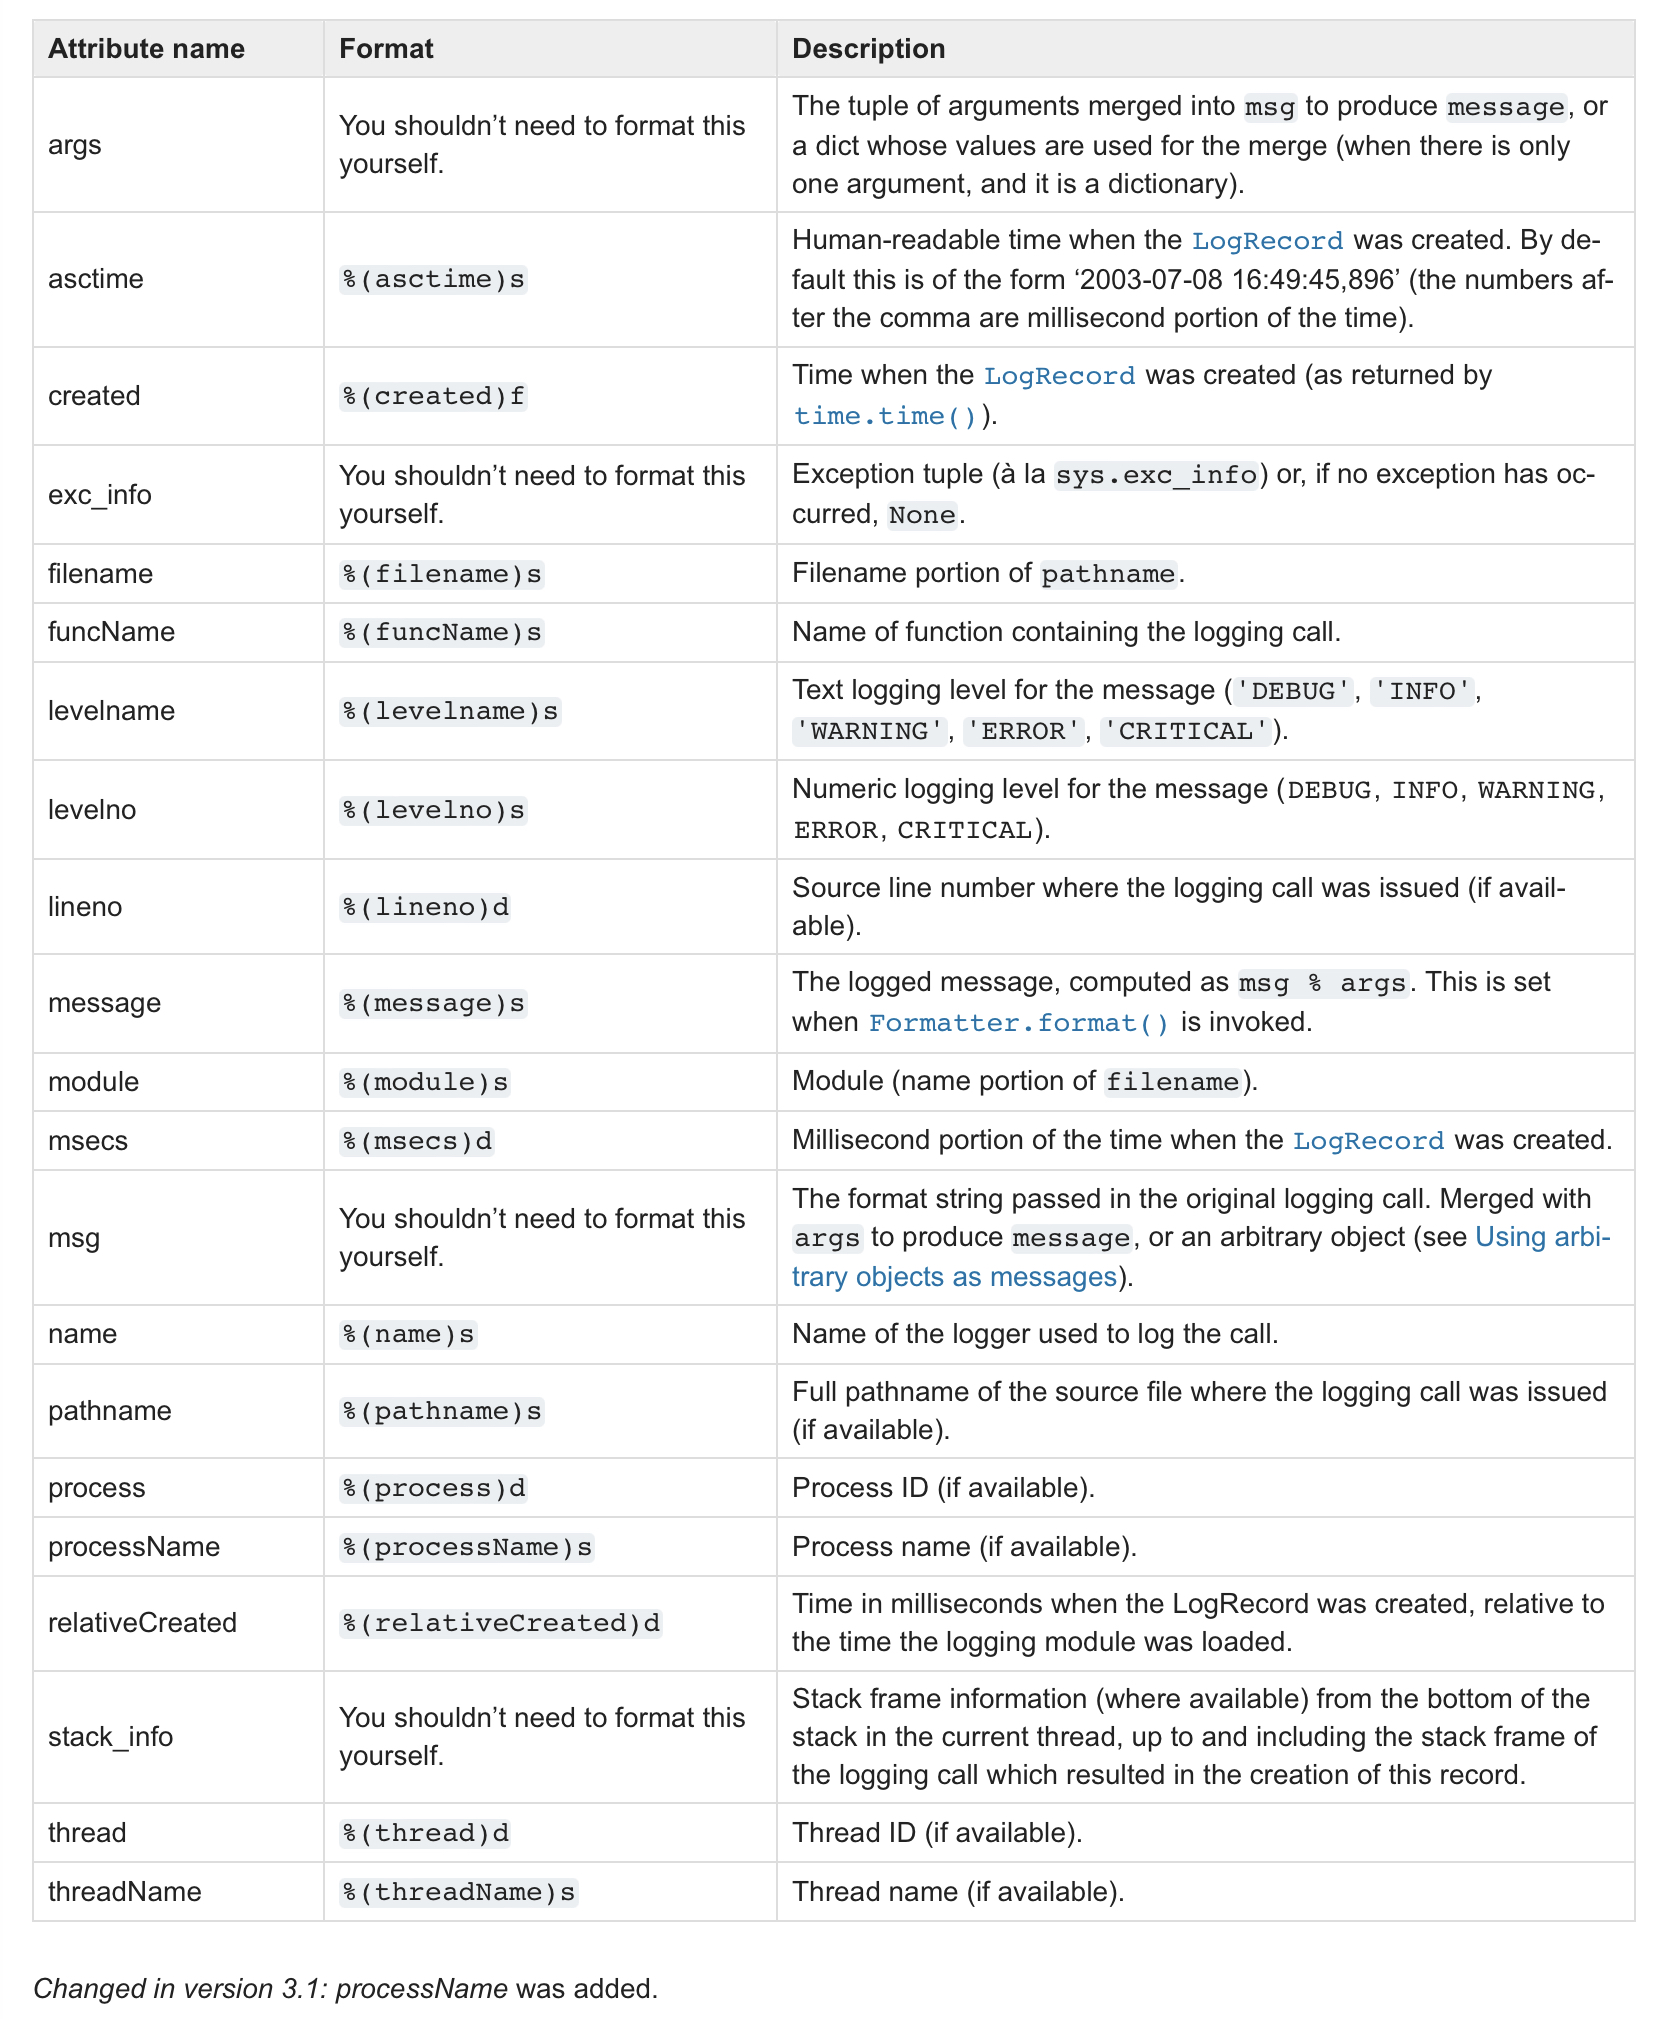 Attribute name Format Description
args
You shouldn’t need to format this
yourself.
The tuple of arguments merged into msg to produce message, or
a dict whose values are used for the merge (when there is only
one argument, and it is a dictionary).
asctime
%(asctime)s
Human-readable time when the LogRecord was created. By de-
fault this is of the form ‘2003-07-08 16:49:45,896’ (the numbers af-
ter the comma are millisecond portion of the time).
created
%(created)f
Time when the LogRecord was created (as returned by
time.time()).
exc_info
You shouldn’t need to format this
yourself.
Exception tuple (à la sys.exc_info) or, if no exception has oc-
curred, None.
filename %(filename)s Filename portion of pathname.
funcName %(funcName)s Name of function containing the logging call.
levelname
%(levelname)s
Text logging level for the message ('DEBUG', 'INFO',
'WARNING', 'ERROR', 'CRITICAL').
levelno
%(levelno)s
Numeric logging level for the message (DEBUG, INFO, WARNING,
ERROR, CRITICAL).
lineno
%(lineno)d
Source line number where the logging call was issued (if avail-
able).
message
%(message)s
The logged message, computed as msg % args. This is set
when Formatter.format() is invoked.
module %(module)s Module (name portion of filename).
msecs %(msecs)d Millisecond portion of the time when the LogRecord was created.
msg
You shouldn’t need to format this
yourself.
The format string passed in the original logging call. Merged with
args to produce message, or an arbitrary object (see Using arbi-
trary objects as messages).
name %(name)s Name of the logger used to log the call.
pathname
%(pathname)s
Full pathname of the source file where the logging call was issued
(if available).
process %(process)d Process ID (if available).
processName %(processName)s Process name (if available).
relativeCreated
%(relativeCreated)d
Time in milliseconds when the LogRecord was created, relative to
the time the logging module was loaded.
stack_info
You shouldn’t need to format this
yourself.
Stack frame information (where available) from the bottom of the
stack in the current thread, up to and including the stack frame of
the logging call which resulted in the creation of this record.
thread %(thread)d Thread ID (if available).
threadName %(threadName)s Thread name (if available).
Changed in version 3.1: processName was added.